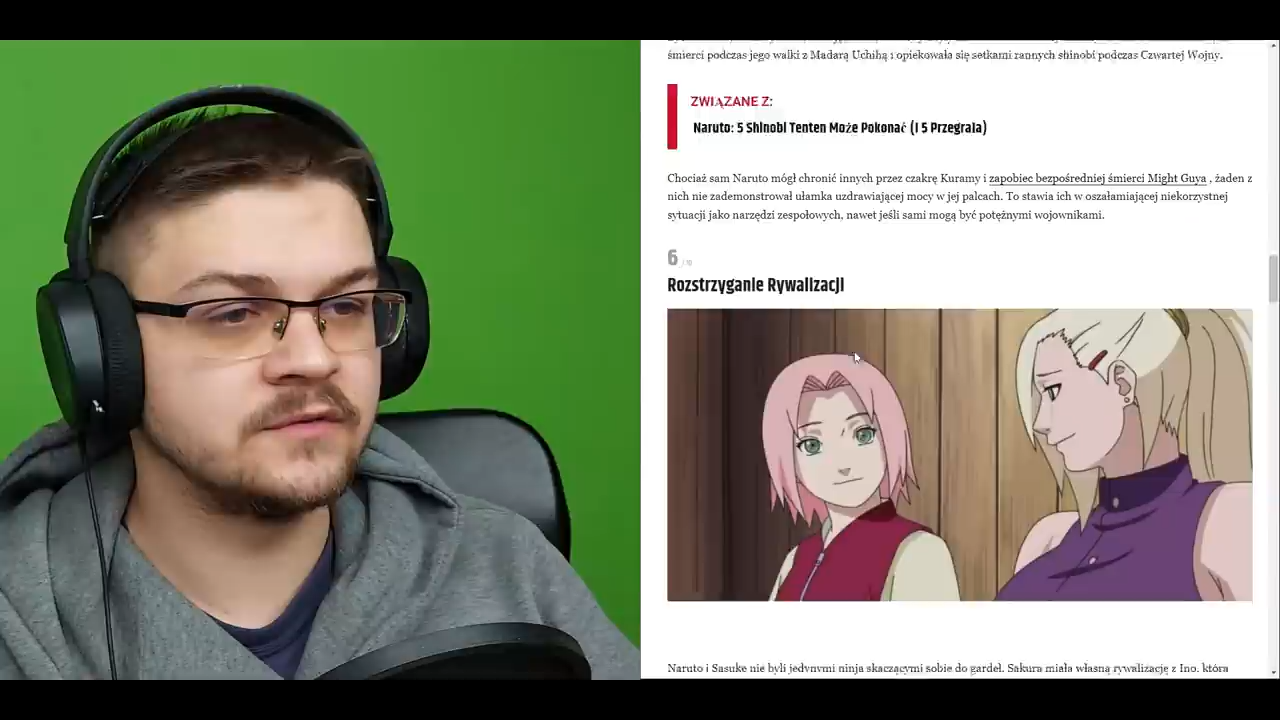 śmierci podczas jego walki z Madarą Uchihą i opiekowała się setkami rannych shinobi podczas Czwartej Wojny.
ZWIĄZANE Z:
Naruto: 5 Shinobi Tenten Może Pokonać (I 5 Przegrała)
Chociaż sam Naruto mógł chronić innych przez czakrę Kuramy i zapobiec bezpośredniej śmierci Might Guya , żaden z
nich nie zademonstrował ułamka uzdrawiającej mocy w jej palcach. To stawia ich w oszałamiającej niekorzystnej
sytuacji jako narzędzi zespołowych, nawet jeśli sami mogą być potężnymi wojownikami.
6 /10
Rozstrzyganie Rywalizacji
Naruto i Sasuke nie byli jedynymi ninja skaczącymi sobie do gardeł. Sakura miała własną rywalizację z Ino, która